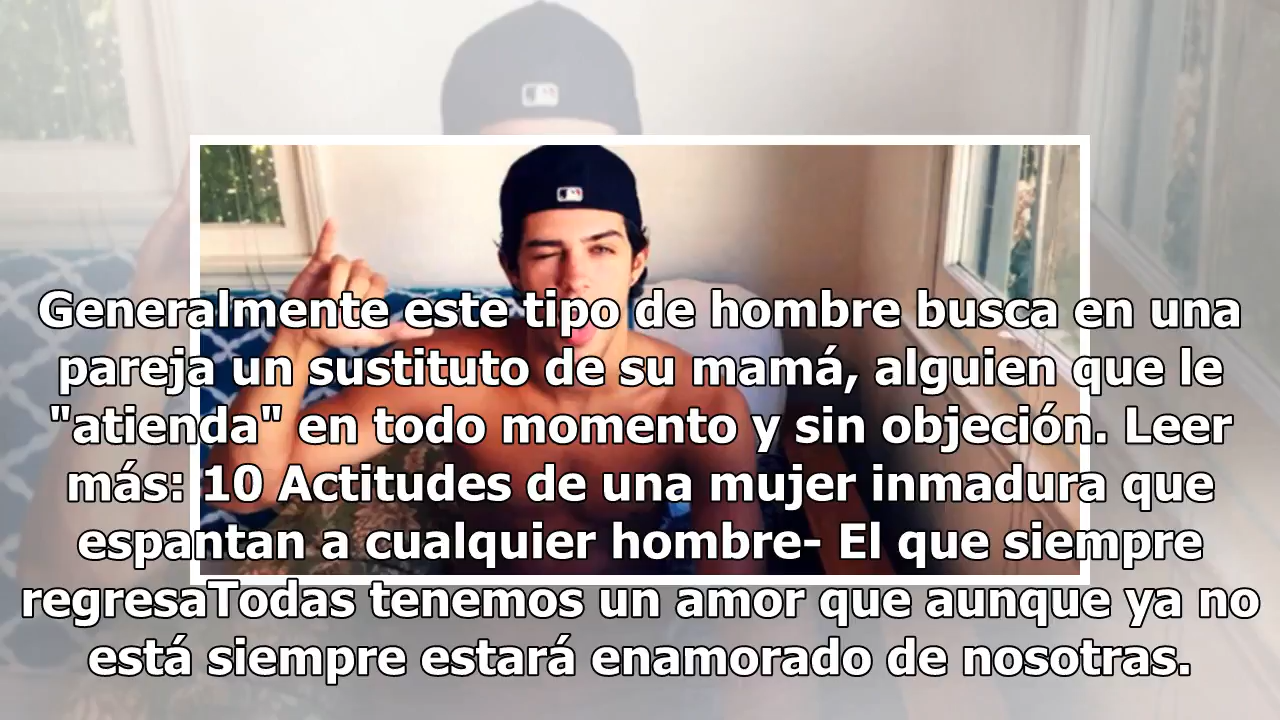 Generalmente este tipo de hombre busca en una
pareja un sustituto de su mamá, alguien que le
"atienda" en todo momento y sin objeción. Leer
más: 10 Actitudes de una mujer inmadura que
espantan a cualquier hombre- El que siempre
regresaTodas tenemos un amor que aunque ya no
está siempre estará enamorado de nosotras.